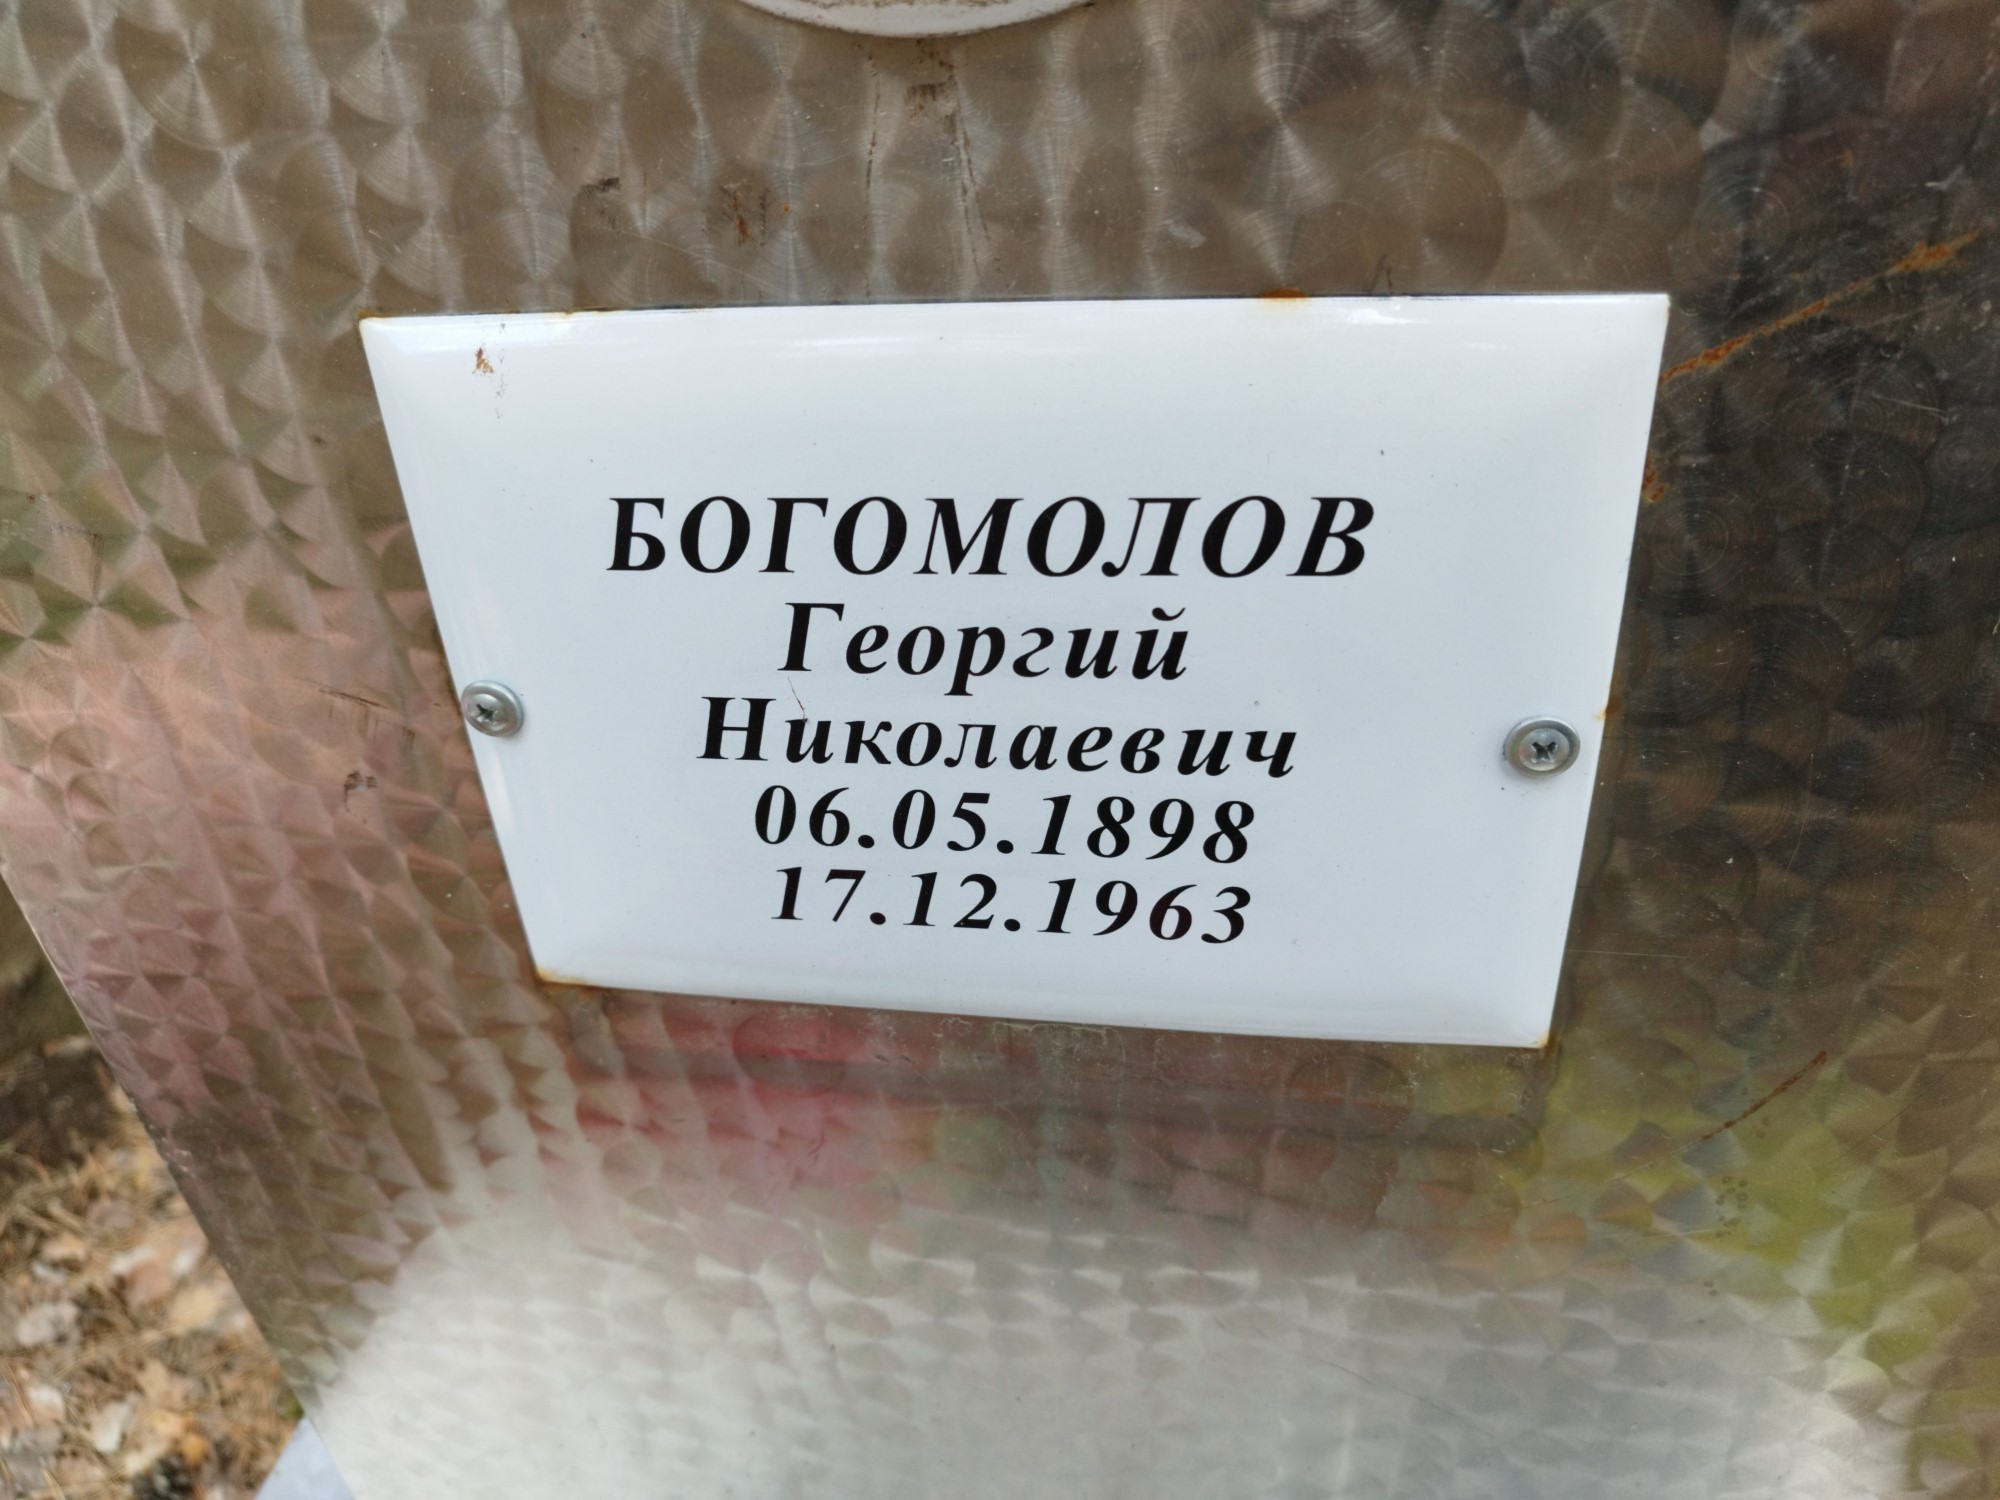 БОГОМОЛОВ
Георгий
Николаевич
06.05.1898
17.12.1963